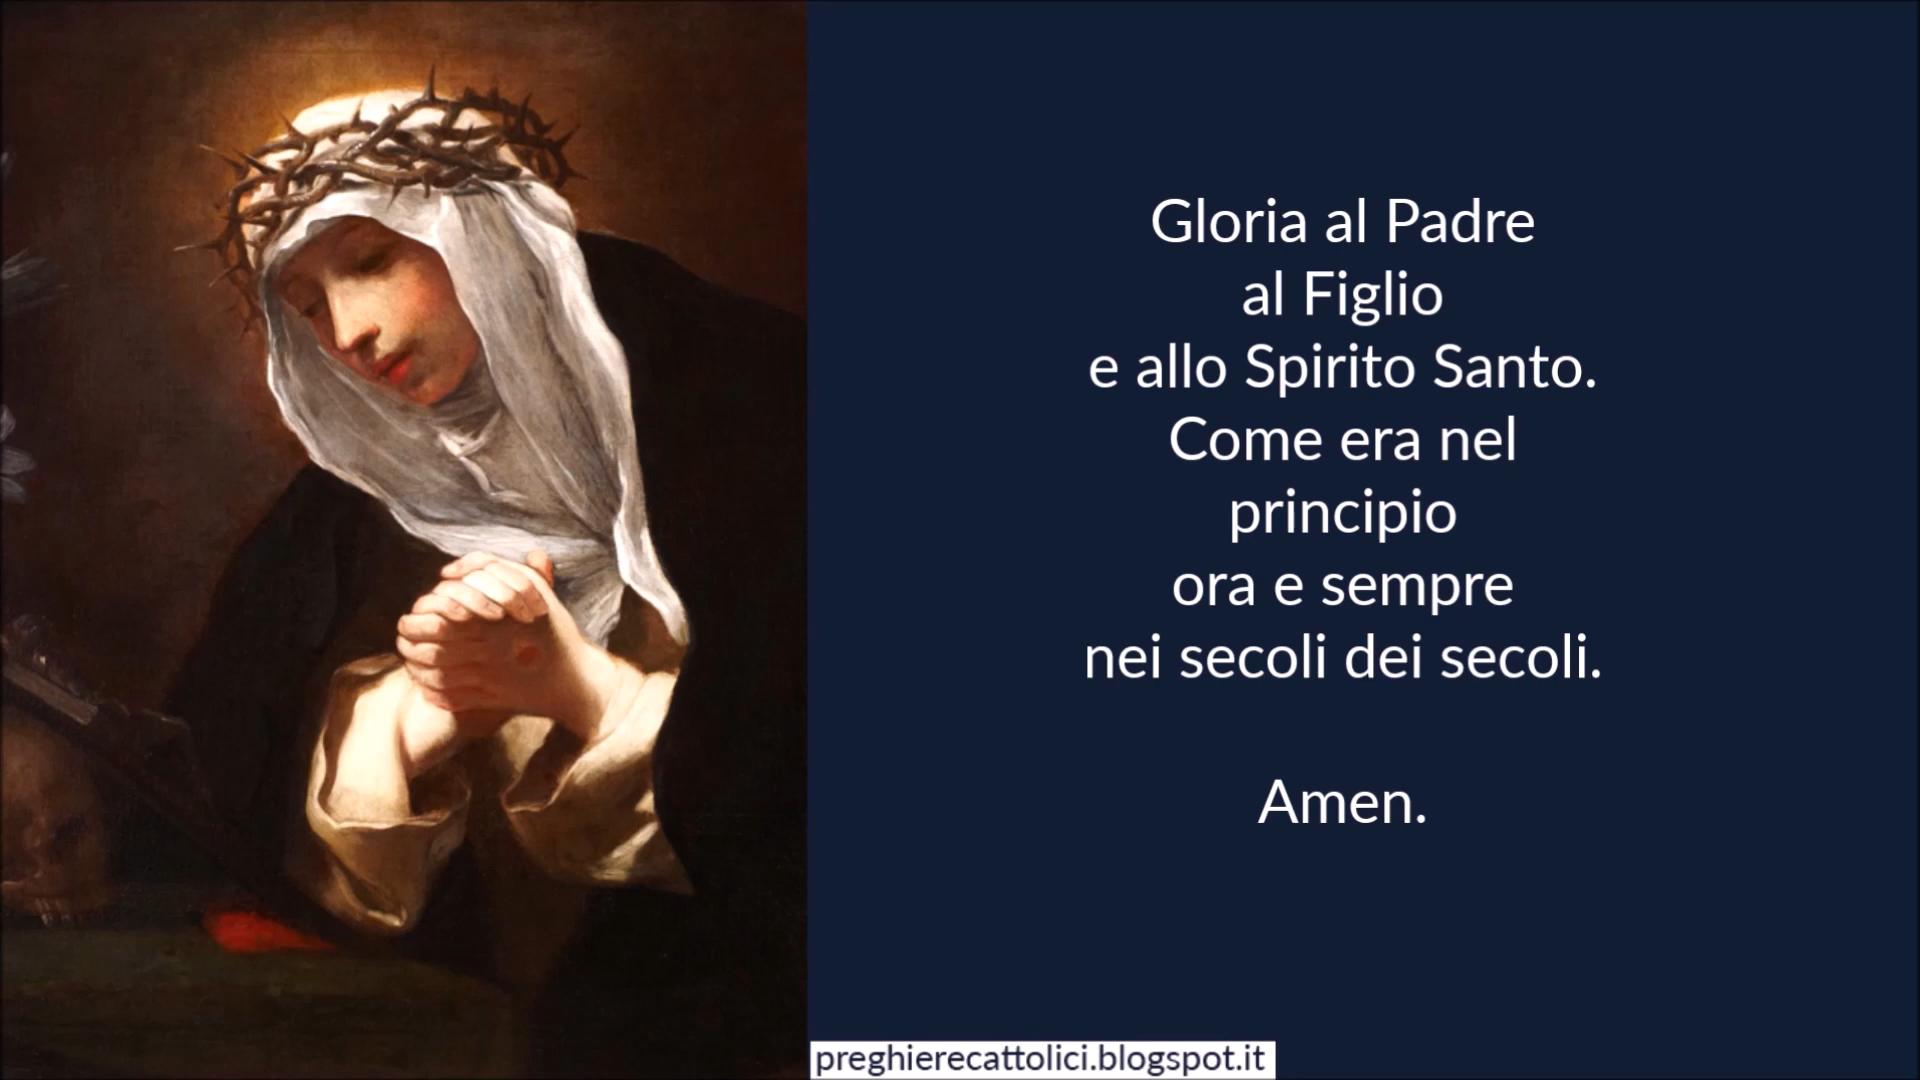 Gloria al Padre
al Figlio
e allo Spirito Santo.
Come era nel
principio
ora e sempre
nei secoli dei secoli.
Amen.
preghierecattolici.blogspot.it